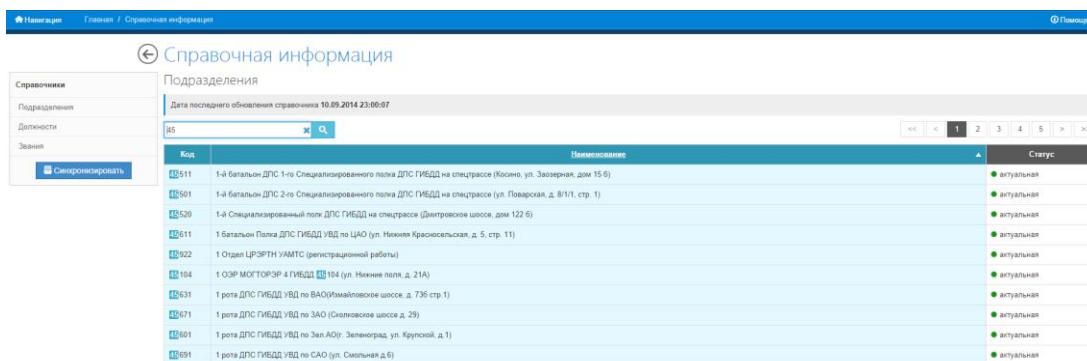 Навигация Главная / Справочная информация Помощь
Справочная информация
Справочники
Подразделения
Должности
Звания
Синхронизировать
Подразделения
Дата последнего обновления справочника 10.09.2014 23:00:07
45
<< < 1 2 3 4 5 >
Код Наименование Статус
45511 1-й батальон ДПС 1-го Специализированного полка ДПС ГИБДД на спецтрассе (Косино, ул. Заозерная, дом 15 б) актуальная
45501 1-й батальон ДПС 2-го Специализированного полка ДПС ГИБДД на спецтрассе (ул. Поварская, д. 8/1/1, стр. 1) актуальная
45520 1-й Специализированный полк ДПС ГИБДД на спецтрассе (Дмитровское шоссе, дом 122 б) актуальная
45611 1 батальон Полка ДПС ГИБДД УВД по ЦАО (ул. Нижняя Красносельская, д. 5, стр. 11) актуальная
45922 1 Отдел ЦРЭРТН УАМТС (регистрационной работы) актуальная
45104 1 ОЭР МОГТОРЭР 4 ГИБДД 45104 (ул. Нижние поля, д. 21А) актуальная
45631 1 рота ДПС ГИБДД УВД по ВАО(Измайловское шоссе, д. 73б стр.1) актуальная
45671 1 рота ДПС ГИБДД УВД по ЗАО (Сколковское шоссе д. 29) актуальная
45601 1 рота ДПС ГИБДД УВД по Зел.АО(г. Зеленоград, ул. Крупской, д.1) актуальная
45691 1 рота ДПС ГИБДД УВД по САО (ул. Смольная д.6) актуальная